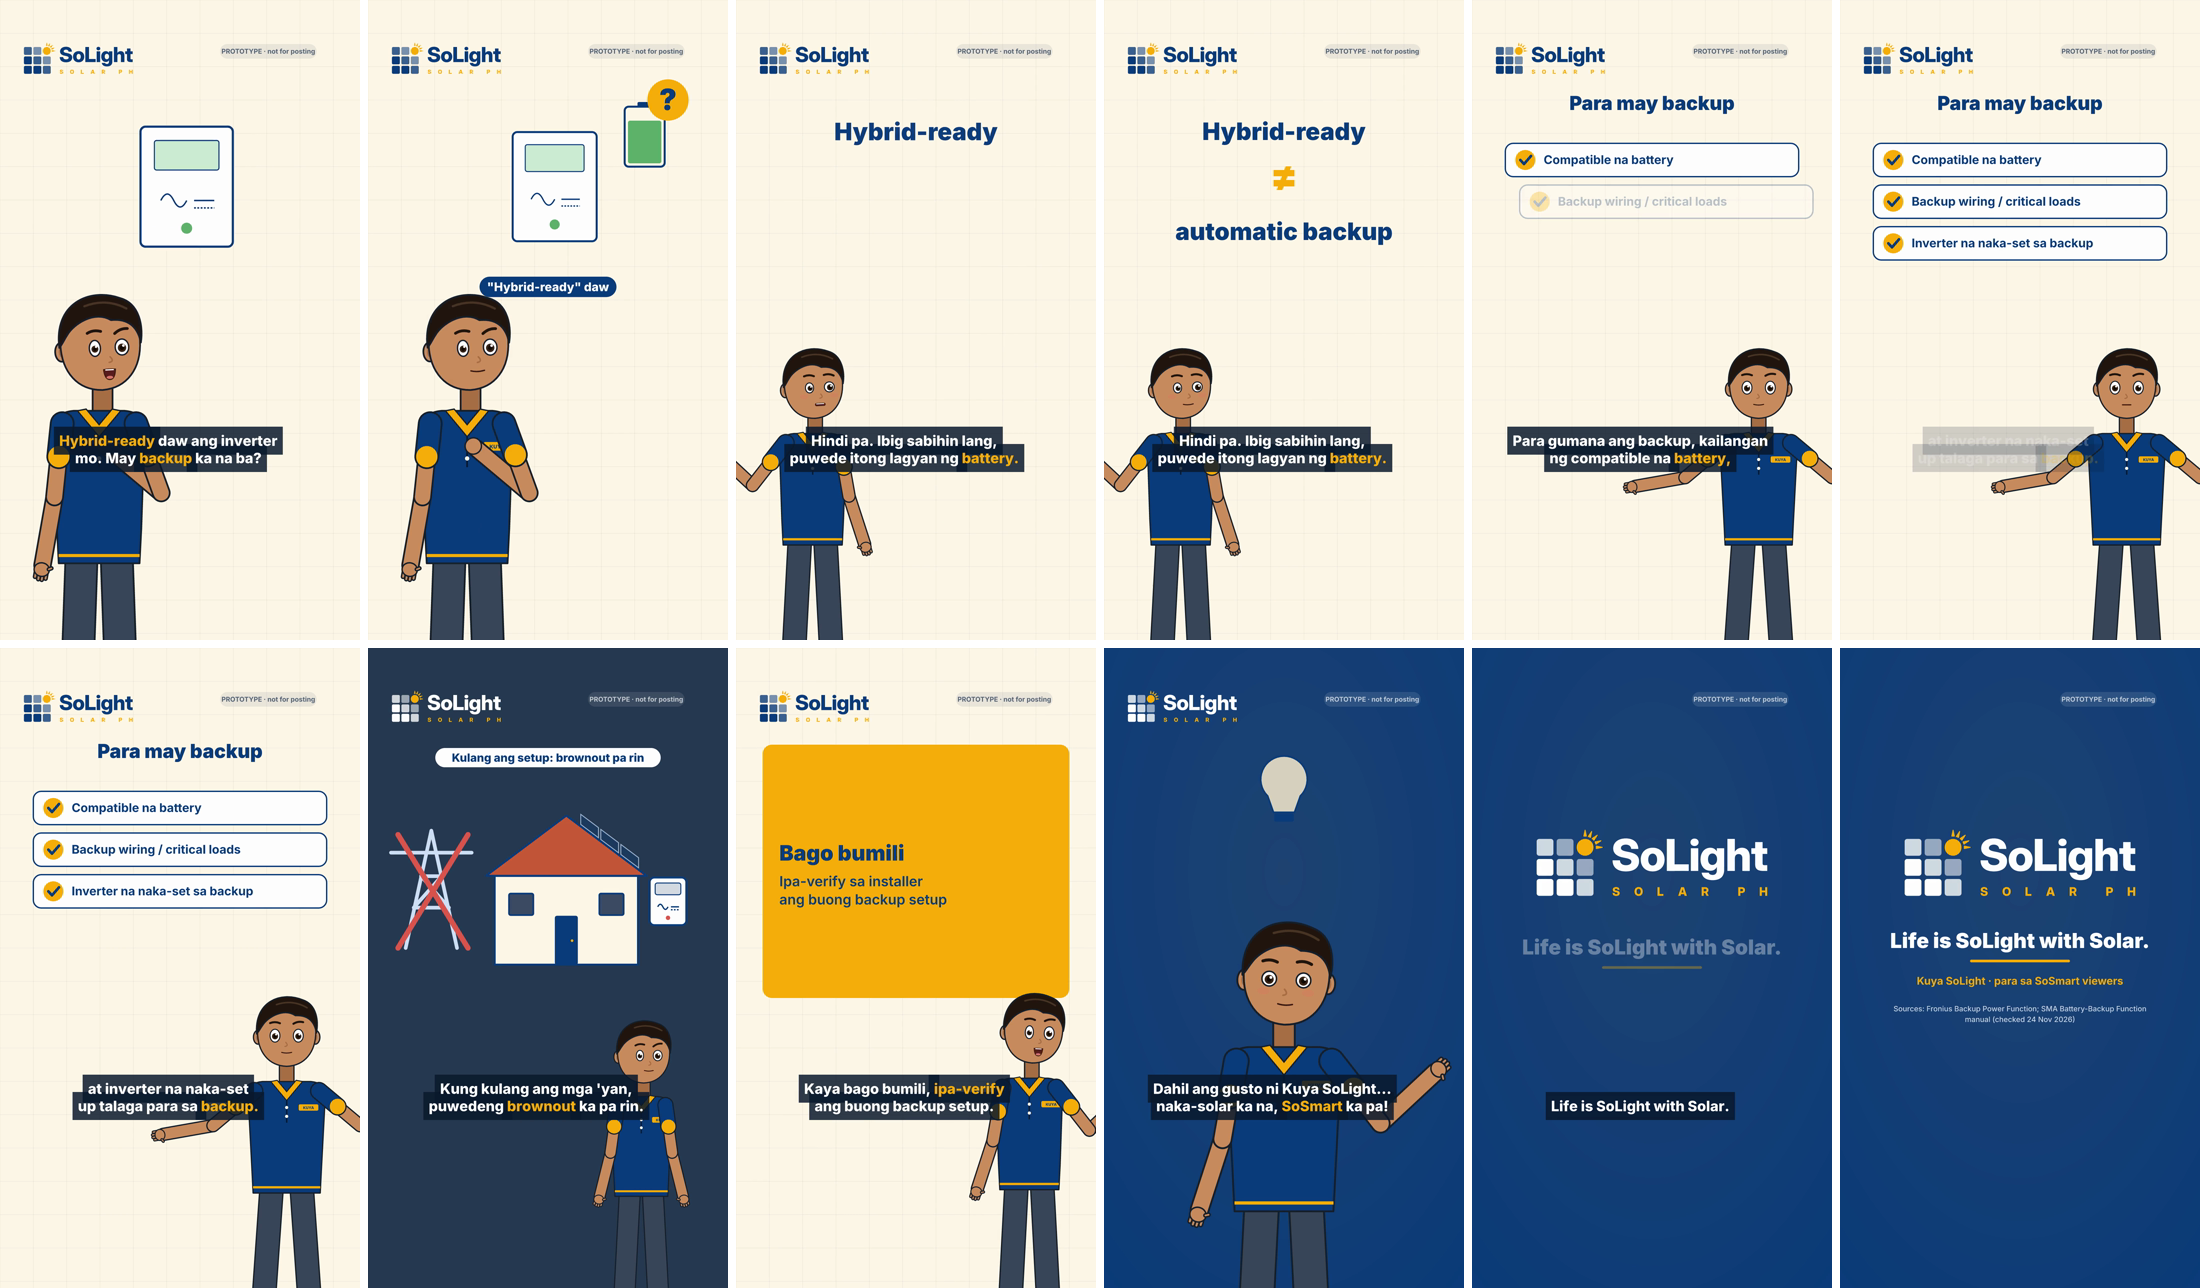 SoLight
SOLAR PH
PROTOTYPE - not for posting
Hybrid-ready daw ang inverter
mo. May backup ka na ba?
SoLight
SOLAR PH
PROTOTYPE - not for posting
?
"Hybrid-ready" daw
KUYA
SoLight
SOLAR PH
PROTOTYPE - not for posting
Hybrid-ready
Hindi pa. Ibig sabihin lang,
puwede itong lagyan ng battery.
SoLight
SOLAR PH
PROTOTYPE - not for posting
Hybrid-ready
≠
automatic backup
Hindi pa. Ibig sabihin lang,
puwede itong lagyan ng battery.
SoLight
SOLAR PH
PROTOTYPE - not for posting
Para may backup
Compatible na battery
Backup wiring / critical loads
Para gumana ang backup, kailangan
ng compatible na battery,
KUYA
SoLight
SOLAR PH
PROTOTYPE - not for posting
Para may backup
Compatible na battery
Backup wiring / critical loads
Inverter na naka-set sa backup
at inverter na naka-set
up talaga para sa
KUYA
SoLight
SOLAR PH
PROTOTYPE - not for posting
Para may backup
Compatible na battery
Backup wiring / critical loads
Inverter na naka-set sa backup
at inverter na naka-set
up talaga para sa backup.
KUYA
SoLight
SOLAR PH
PROTOTYPE - not for posting
Kulang ang setup: brownout pa rin
Kung kulang ang mga 'yan,
puwedeng brownout ka pa rin.
SoLight
SOLAR PH
PROTOTYPE - not for posting
Bago bumili
Ipa-verify sa installer
ang buong backup setup
Kaya bago bumili, ipa-verify
ang buong backup setup.
KUYA
SoLight
SOLAR PH
PROTOTYPE - not for posting
Dahil ang gusto ni Kuya SoLight...
naka-solar ka na, SoSmart ka pa!
PROTOTYPE - not for posting
SoLight
SOLAR PH
Life is SoLight with Solar.
Life is SoLight with Solar.
PROTOTYPE - not for posting
SoLight
SOLAR PH
Life is SoLight with Solar.
Kuya SoLight · para sa SoSmart viewers
Sources: Fronius Backup Power Function; SMA Battery-Backup Function
manual (checked 24 Nov 2026)